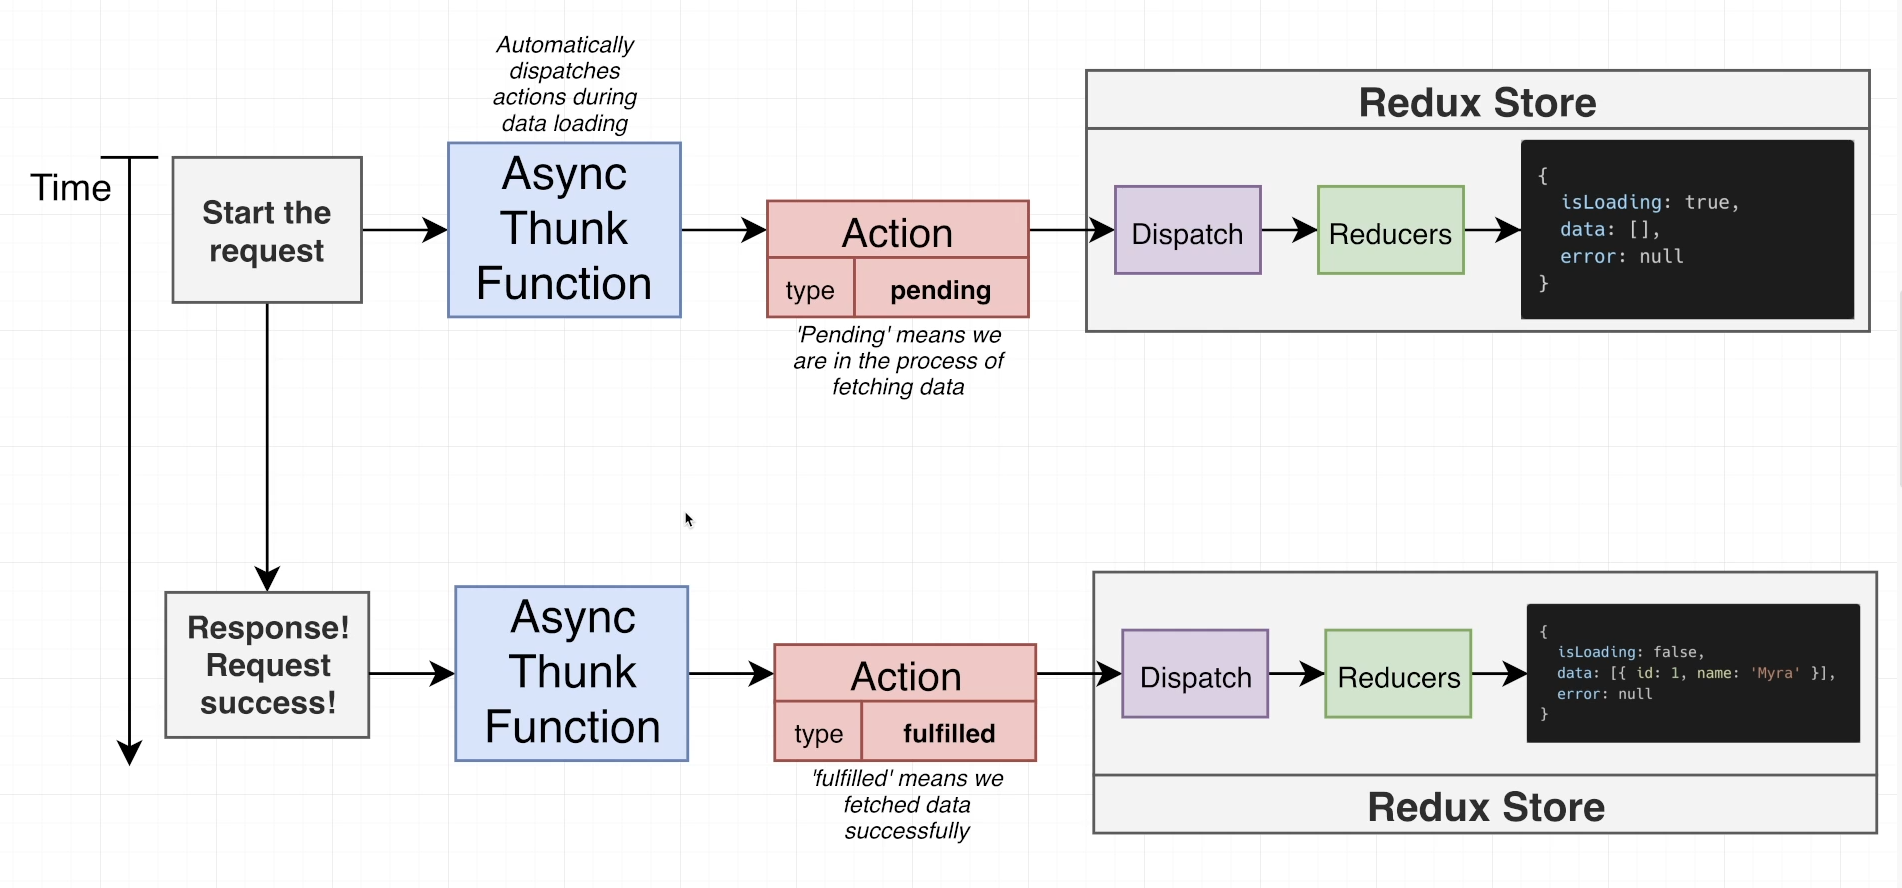 Automatically
dispatches
actions during
data loading
Time
Start the
request
Async
Thunk
Function
Action
type
pending
'Pending' means we
are in the process of
fetching data
Redux Store
Dispatch
Reducers
{
isLoading: true,
data: [],
error: null
}
Response!
Request
success!
Async
Thunk
Function
Action
type
fulfilled
'fulfilled' means we
fetched data
successfully
Dispatch
Reducers
{
isLoading: false,
data: [{ id: 1, name: 'Myra' }],
error: null
}
Redux Store